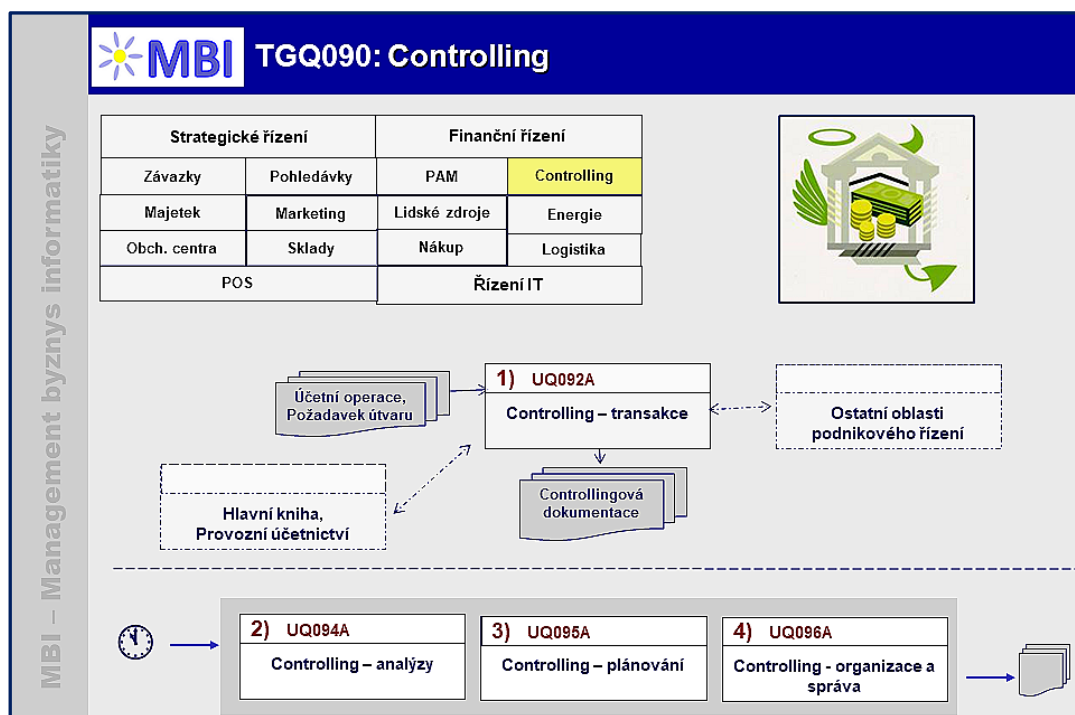 MBI
TGQ090: Controlling
MBI – Management byznys informatiky
Strategické řízení
Finanční řízení
Závazky
Pohledávky
PAM
Controlling
Majetek
Marketing
Lidské zdroje
Energie
Obch. centra
Sklady
Nákup
Logistika
POS
Řízení IT
Účetní operace,
Požadavek útvaru
1) UQ092A
Controlling – transakce
Ostatní oblasti
podnikového řízení
Hlavní kniha,
Provozní účetnictví
Controllingová
dokumentace
2) UQ094A
Controlling – analýzy
3) UQ095A
Controlling – plánování
4) UQ096A
Controlling - organizace a
správa